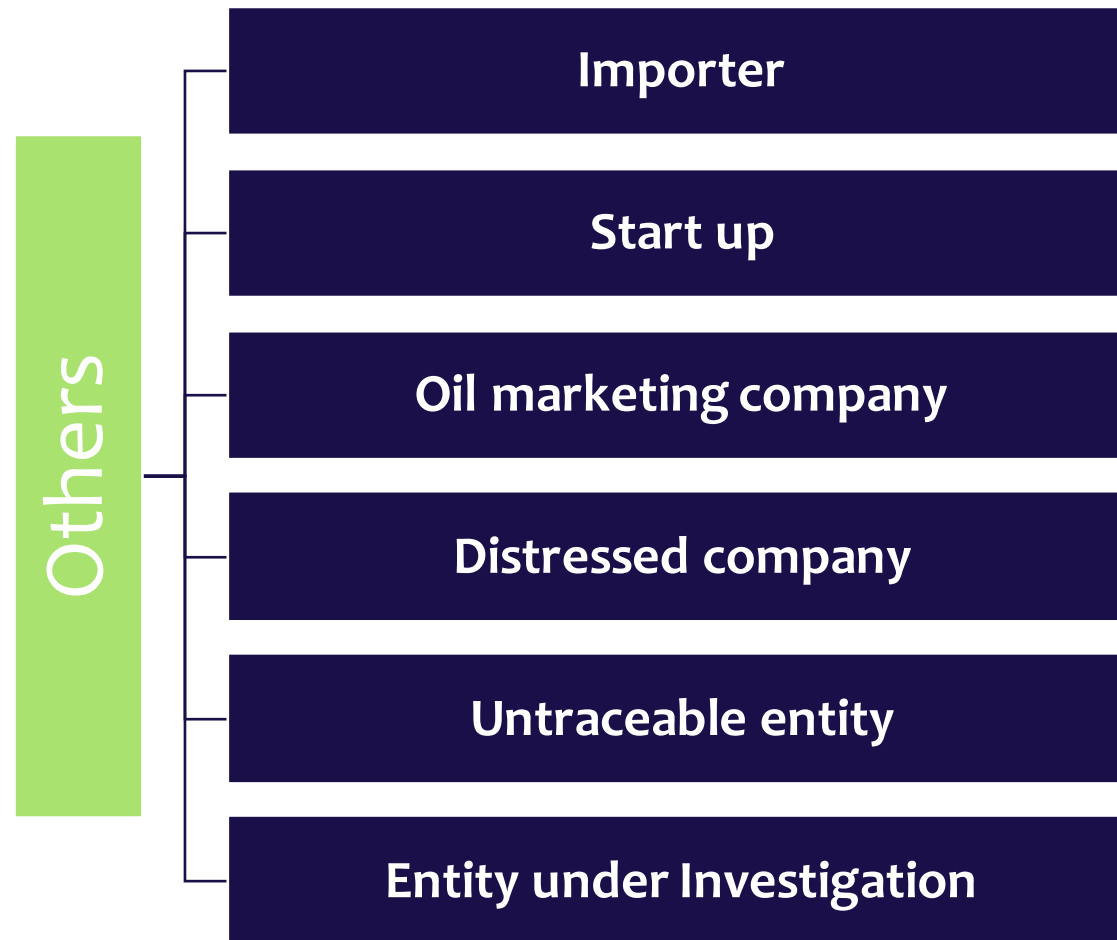 Others
Importer
Start up
Oil marketing company
Distressed company
Untraceable entity
Entity under Investigation